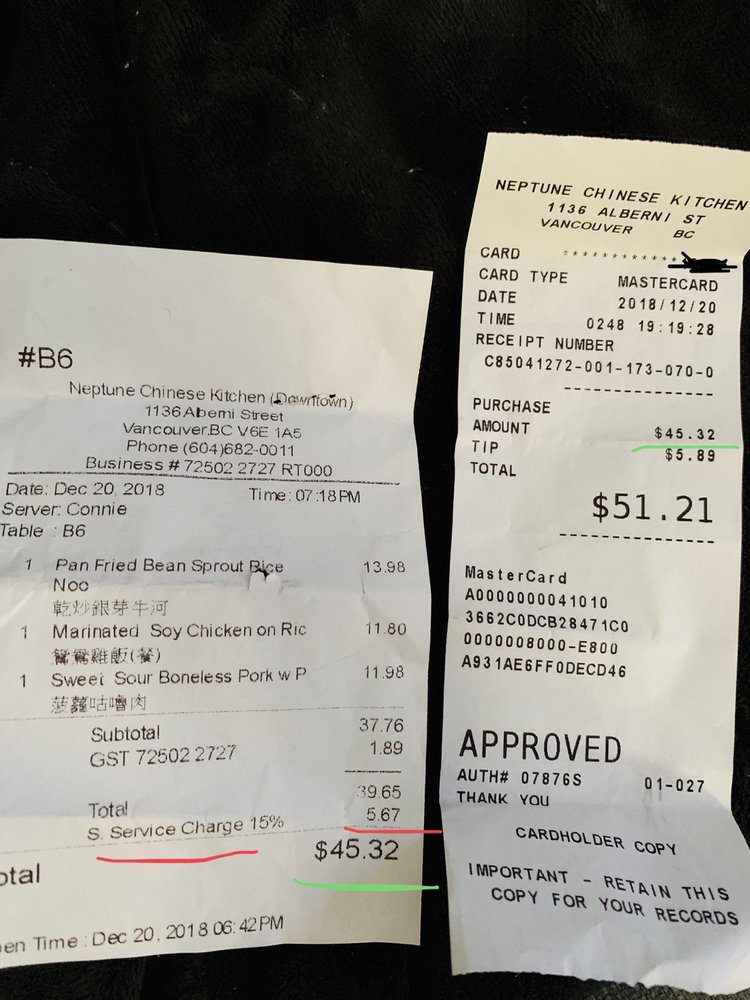 #B6
Neptune Chinese Kitchen (Downtown)
1136 Alberni Street
Vancouver.BC V6E 1A5
Phone (604)682-0011
Business # 72502 2727 RT000
Date: Dec 20, 2018 Time: 07:18PM
Server: Connie
Table : B6
1 Pan Fried Bean Sprout Rice 13.98
Noo
乾炒銀芽牛河
1 Marinated Soy Chicken on Ric 11.80
鴛鴦雞飯(餐)
1 Sweet Sour Boneless Pork w P 11.98
菠蘿咕嚕肉
Subtotal 37.76
GST 72502 2727 1.89
Total 39.65
S. Service Charge 15% 5.67
otal $45.32
en Time : Dec 20, 2018 06:42PM
NEPTUNE CHINESE KITCHEN
1136 ALBERNI ST
VANCOUVER BC
CARD ************
CARD TYPE MASTERCARD
DATE 2018/12/20
TIME 0248 19:19:28
RECEIPT NUMBER
C85041272-001-173-070-0
PURCHASE
AMOUNT $45.32
TIP $5.89
TOTAL
$51.21
MasterCard
A0000000041010
3662C0DCB28471C0
0000008000-E800
A931AE6FF0DECD46
APPROVED
AUTH# 07876S 01-027
THANK YOU
CARDHOLDER COPY
IMPORTANT - RETAIN THIS
COPY FOR YOUR RECORDS